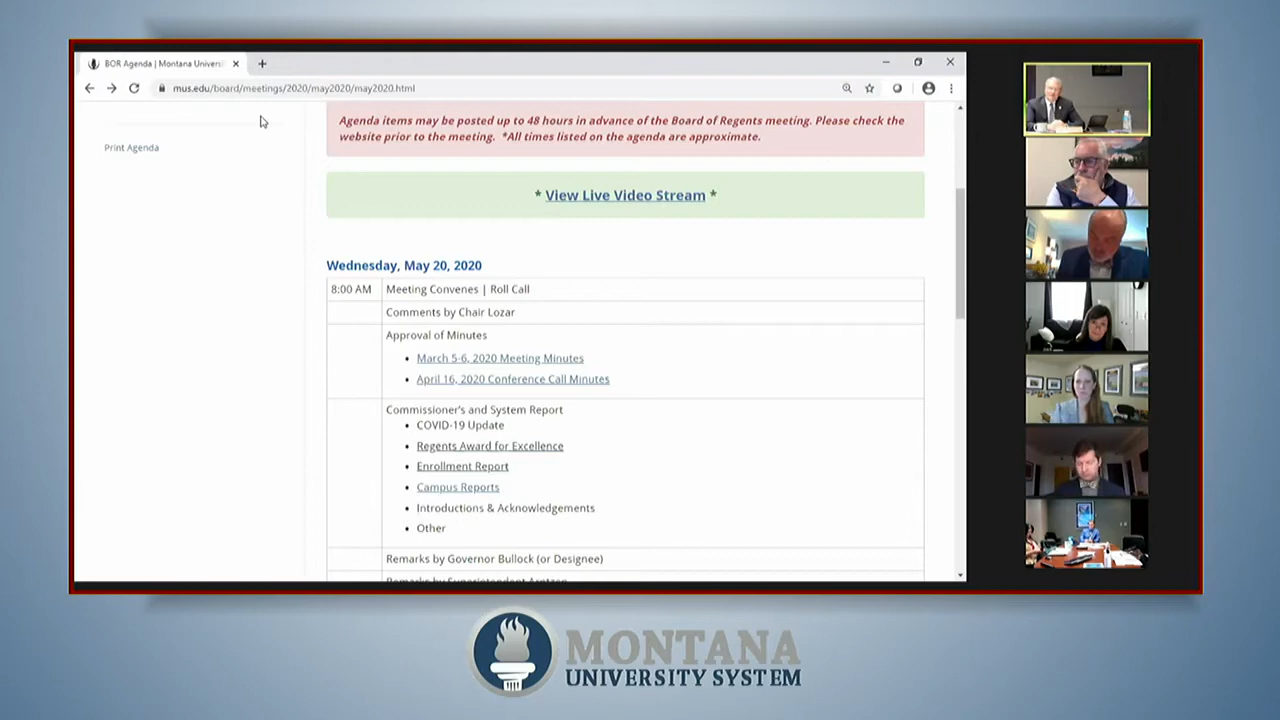 BOR Agenda | Montana Universi
mus.edu/board/meetings/2020/may2020/may2020.html
Print Agenda
Agenda items may be posted up to 48 hours in advance of the Board of Regents meeting. Please check the
website prior to the meeting. *All times listed on the agenda are approximate.
* View Live Video Stream *
Wednesday, May 20, 2020
8:00 AM Meeting Convenes | Roll Call
Comments by Chair Lozar
Approval of Minutes
• March 5-6, 2020 Meeting Minutes
• April 16, 2020 Conference Call Minutes
Commissioner's and System Report
• COVID-19 Update
• Regents Award for Excellence
• Enrollment Report
• Campus Reports
• Introductions & Acknowledgements
• Other
Remarks by Governor Bullock (or Designee)
Remarks by Superintendent Arntzen
MONTANA
UNIVERSITY SYSTEM